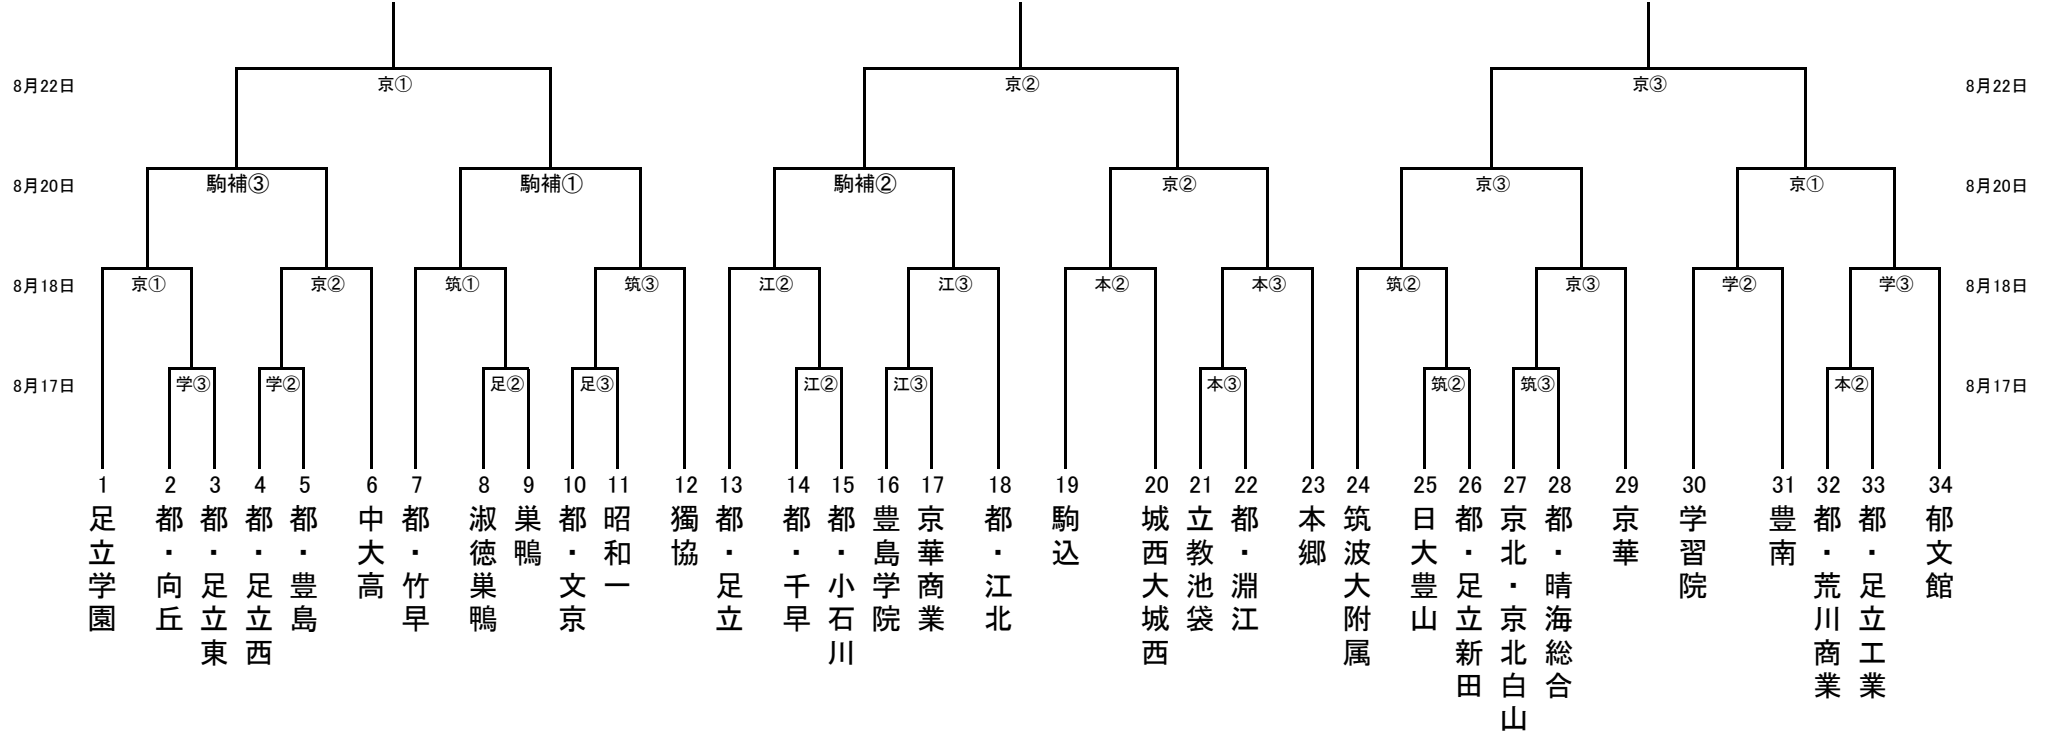 8月22日 京① 京② 京③ 8月22日
8月20日 駒補③ 駒補① 駒補② 京② 京③ 京① 8月20日
8月18日 京① 京② 筑① 筑③ 江② 江③ 本② 本③ 筑② 京③ 学② 学③ 8月18日
8月17日 学③ 学② 足② 足③ 江② 江③ 本③ 筑② 筑③ 本② 8月17日
1 足立学園
2 都・向丘
3 都・足立東
4 都・足立西
5 都・豊島
6 中大高
7 都・竹早
8 淑徳巣鴨
9 巣鴨
10 都・文京
11 昭和一
12 獨協
13 都・足立
14 都・千早
15 都・小石川
16 豊島学院
17 京華商業
18 都・江北
19 駒込
20 城西大城西
21 立教池袋
22 都・淵江
23 本郷
24 筑波大附属
25 日大豊山
26 都・足立新田
27 京北・京北白山
28 都・晴海総合
29 京華
30 学習院
31 豊南
32 都・荒川商業
33 都・足立工業
34 郁文館